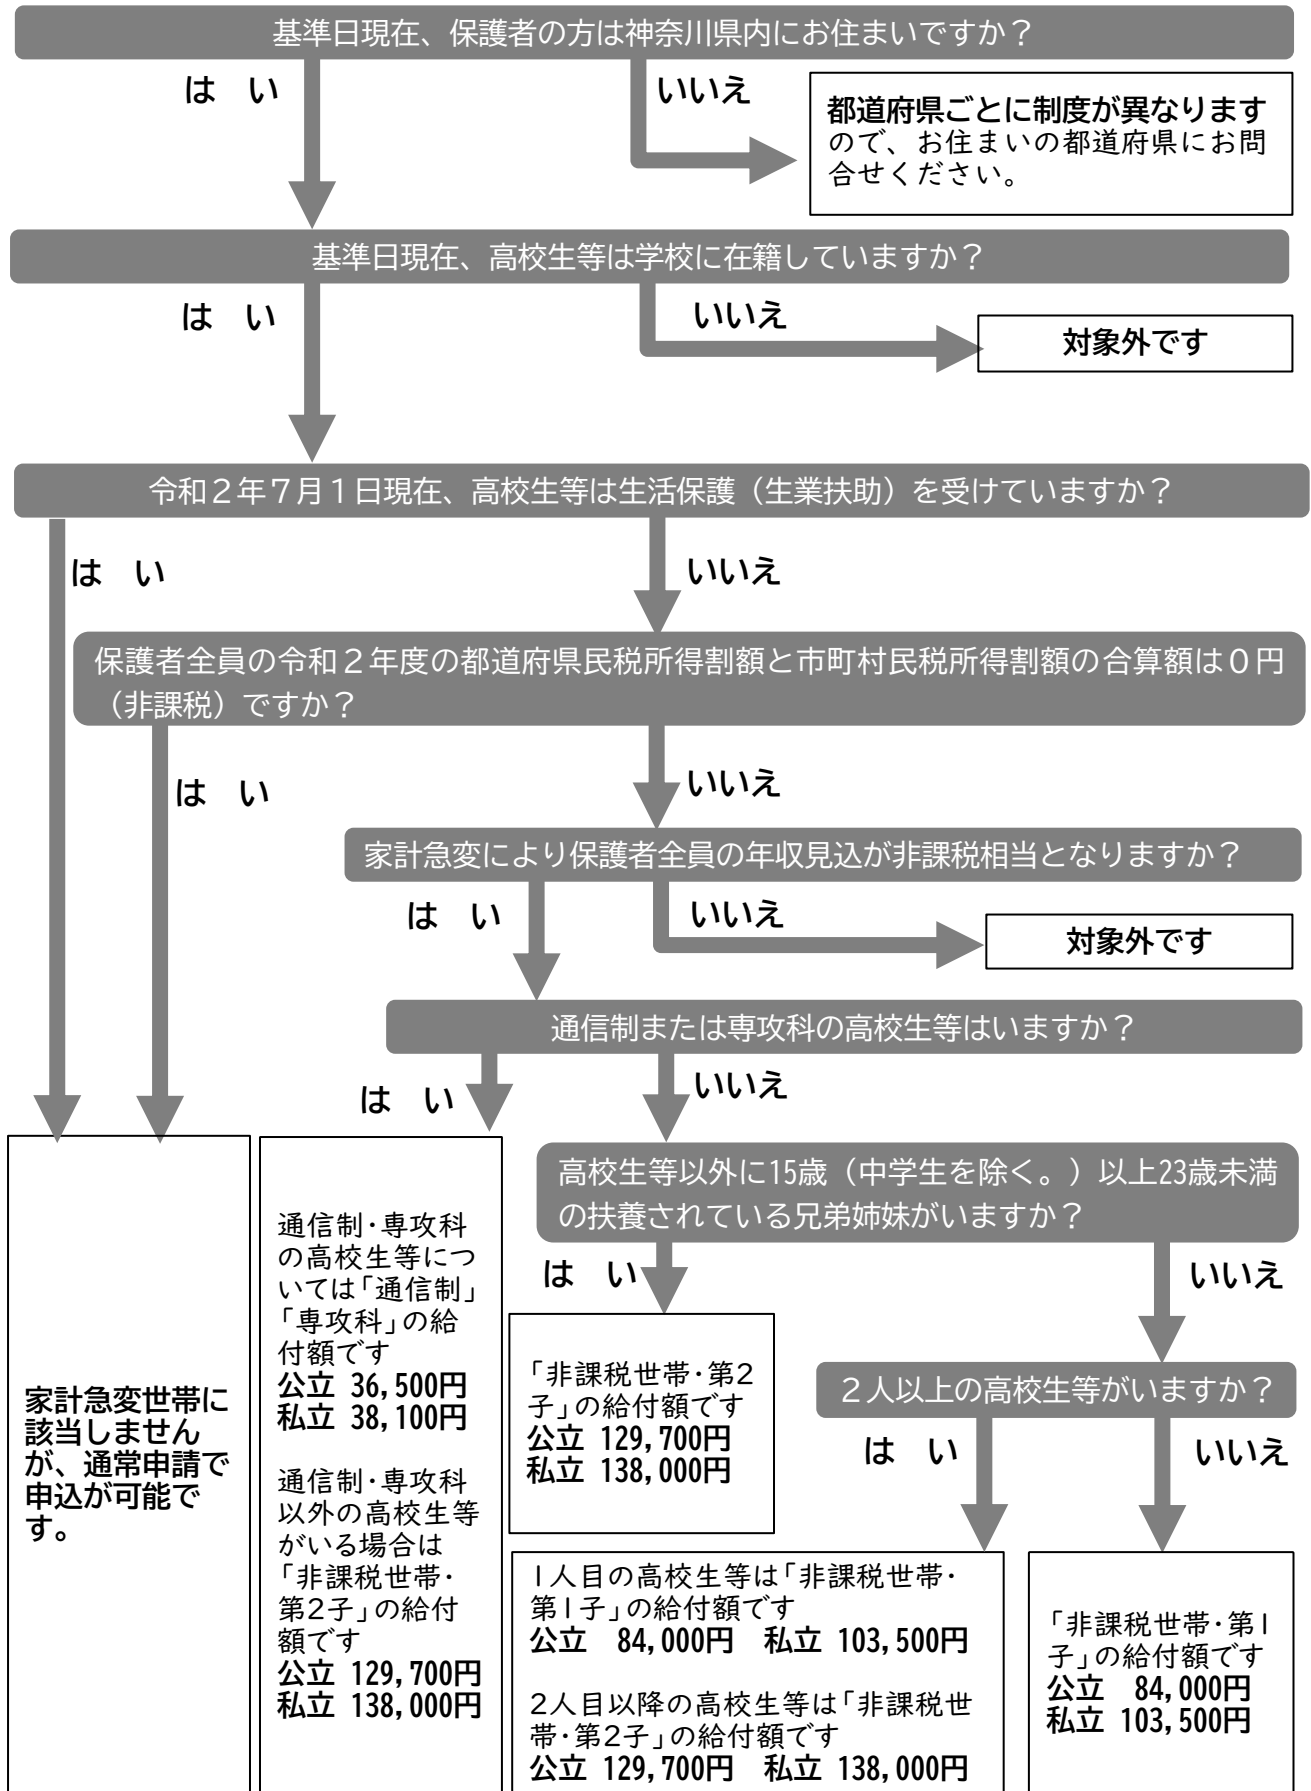 基準日現在、保護者の方は神奈川県内にお住まいですか？
は　い
いいえ
都道府県ごとに制度が異なります
ので、お住まいの都道府県にお問
合せください。
基準日現在、高校生等は学校に在籍していますか？
は　い
いいえ
対象外です
令和２年７月１日現在、高校生等は生活保護（生業扶助）を受けていますか？
は　い
いいえ
保護者全員の令和２年度の都道府県民税所得割額と市町村民税所得割額の合算額は０円
（非課税）ですか？
は　い
いいえ
家計急変により保護者全員の年収見込が非課税相当となりますか？
は　い
いいえ
対象外です
通信制または専攻科の高校生等はいますか？
は　い
いいえ
高校生等以外に15歳（中学生を除く。）以上23歳未満
の扶養されている兄弟姉妹がいますか？
は　い
いいえ
家計急変世帯に
該当しません
が、通常申請で
申込が可能で
す。
通信制・専攻科
の高校生等につ
いては「通信制」
「専攻科」の給
付額です
公立 36,500円
私立 38,100円
通信制・専攻科
以外の高校生等
がいる場合は
「非課税世帯・
第2子」の給付
額です
公立 129,700円
私立 138,000円
「非課税世帯・第2
子」の給付額です
公立 129,700円
私立 138,000円
２人以上の高校生等がいますか？
は　い
いいえ
1人目の高校生等は「非課税世帯・
第1子」の給付額です
公立　84,000円　私立 103,500円
2人目以降の高校生等は「非課税世
帯・第2子」の給付額です
公立 129,700円　私立 138,000円
「非課税世帯・第1
子」の給付額です
公立　84,000円
私立 103,500円